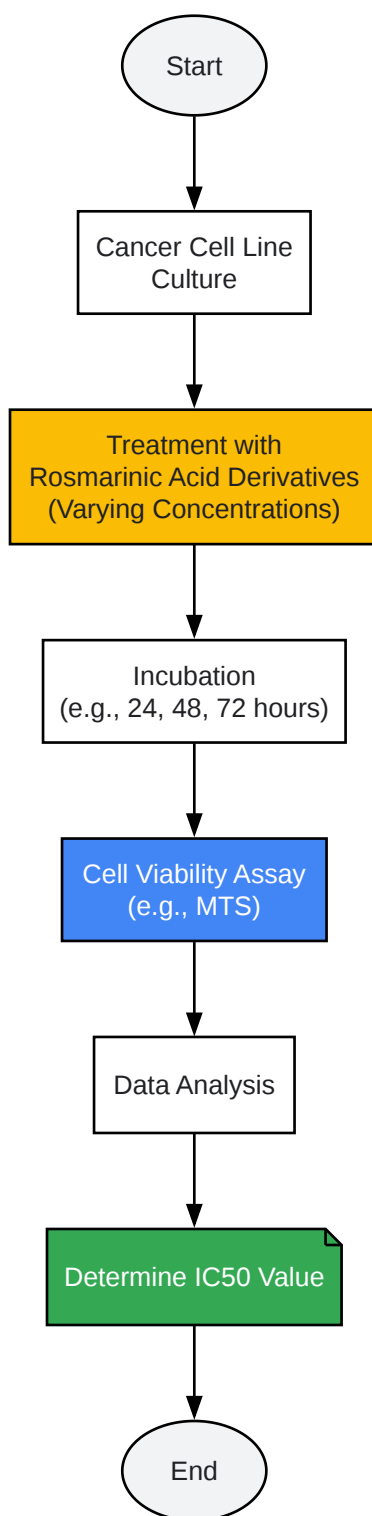 Start
Cancer Cell Line
Culture
Treatment with
Rosmarinic Acid Derivatives
(Varying Concentrations)
Incubation
(e.g., 24, 48, 72 hours)
Cell Viability Assay
(e.g., MTS)
Data Analysis
Determine IC50 Value
End